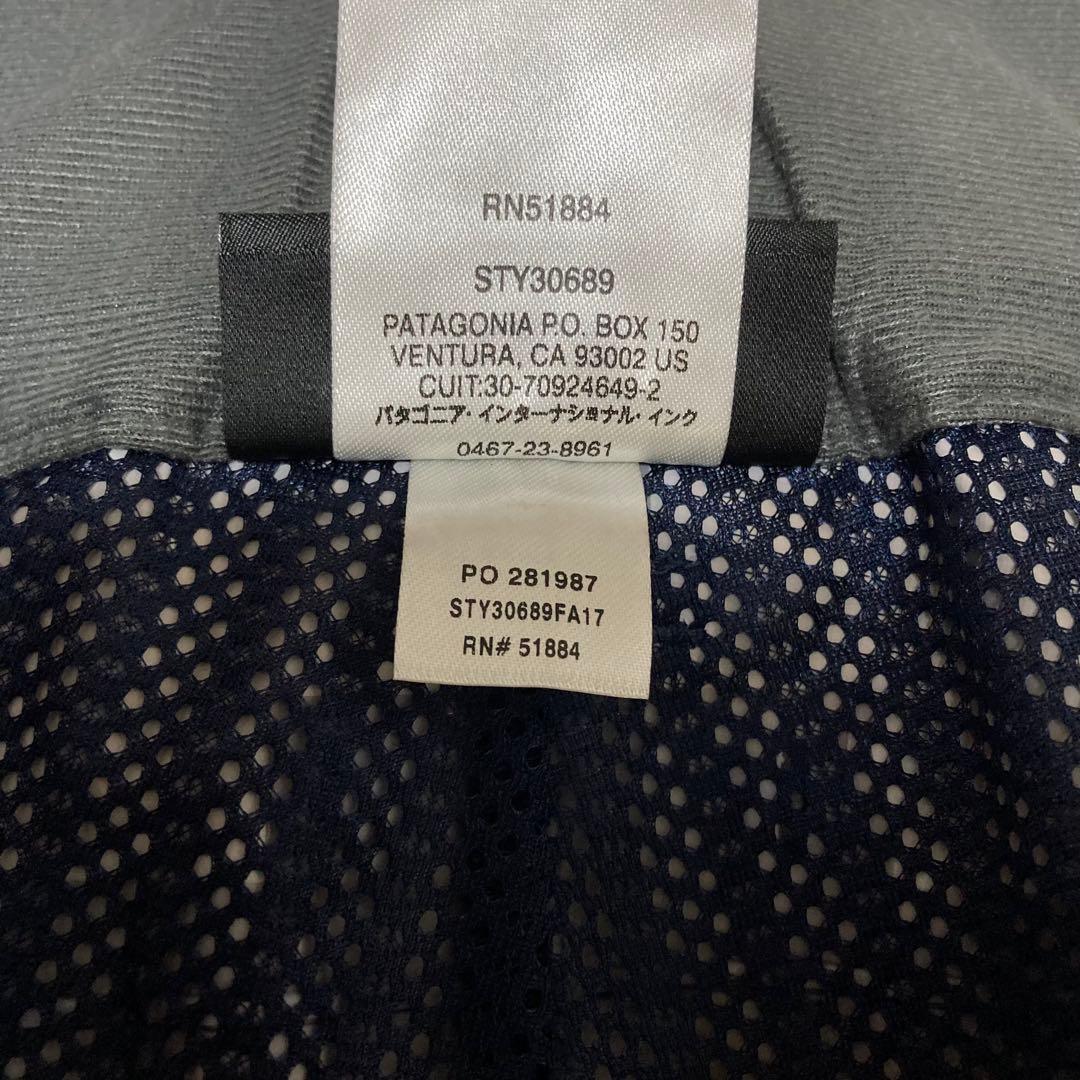 RN51884
STY30689
PATAGONIA P.O. BOX 150
VENTURA, CA 93002 US
CUIT:30-70924649-2
パタゴニア・インターナショナル・インク
0467-23-8961
PO 281987
STY30689FA17
RN# 51884